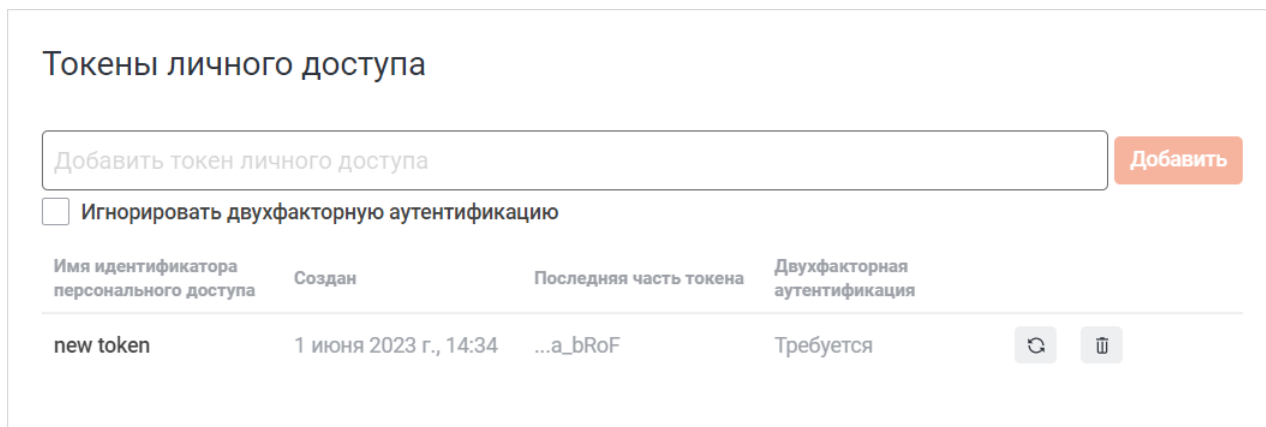 Токены личного доступа
Добавить токен личного доступа
Добавить
Игнорировать двухфакторную аутентификацию
Имя идентификатора
персонального доступа
Создан
Последняя часть токена
Двухфакторная
аутентификация
new token
1 июня 2023 г., 14:34
...a_bRoF
Требуется